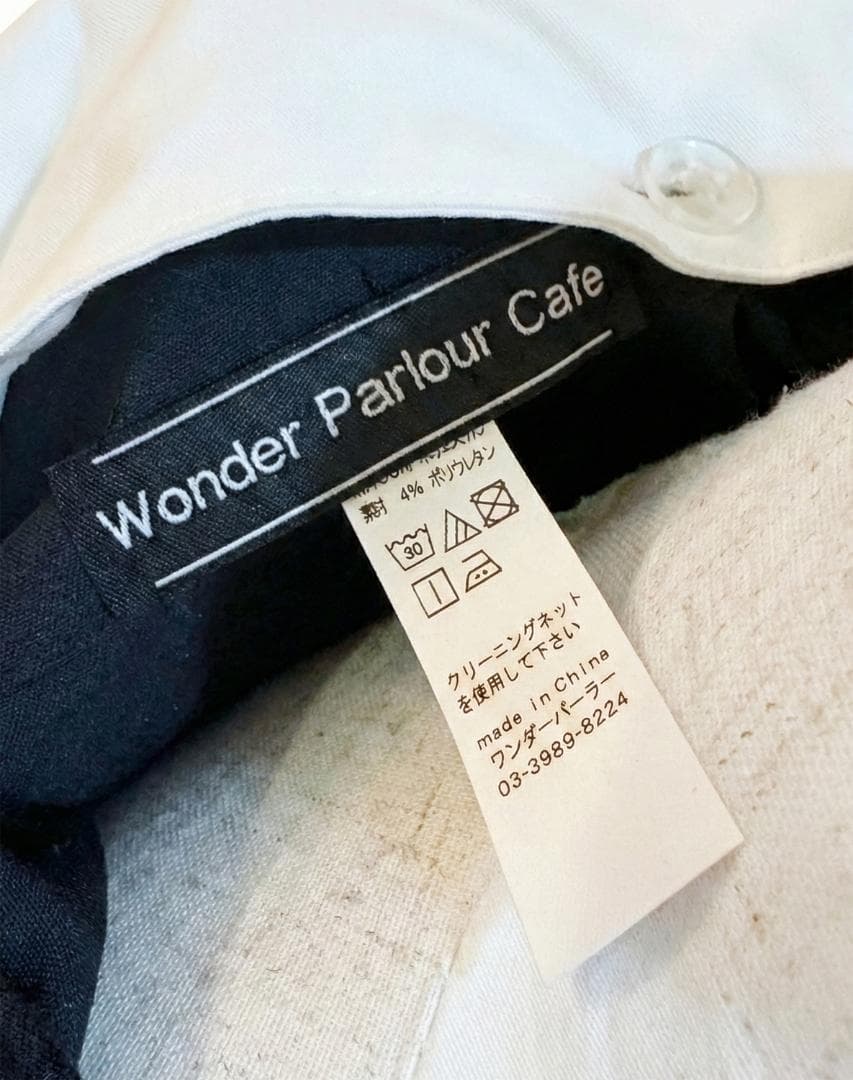 Wonder Parlour Cafe
4% ポリウレタン
30
クリーニングネット
を使用して下さい
made in China
ワンダーパーラー
03-3989-8224